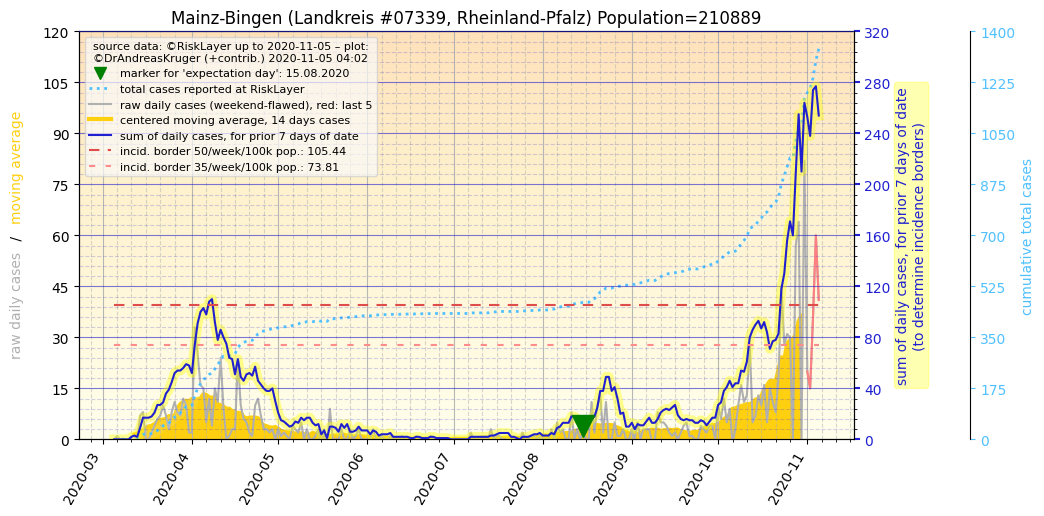 Mainz-Bingen (Landkreis #07339, Rheinland-Pfalz) Population=210889
source data: ©RiskLayer up to 2020-11-05 – plot:
©DrAndreasKruger (+contrib.) 2020-11-05 04:02
marker for 'expectation day': 15.08.2020
total cases reported at RiskLayer
raw daily cases (weekend-flawed), red: last 5
centered moving average, 14 days cases
sum of daily cases, for prior 7 days of date
incid. border 50/week/100k pop.: 105.44
incid. border 35/week/100k pop.: 73.81
raw daily cases / moving average
120
105
90
75
60
45
30
15
0
2020-03
2020-04
2020-05
2020-06
2020-07
2020-08
2020-09
2020-10
2020-11
320
280
240
200
160
120
80
40
0
sum of daily cases, for prior 7 days of date
(to determine incidence borders)
1400
1225
1050
875
700
525
350
175
0
cumulative total cases